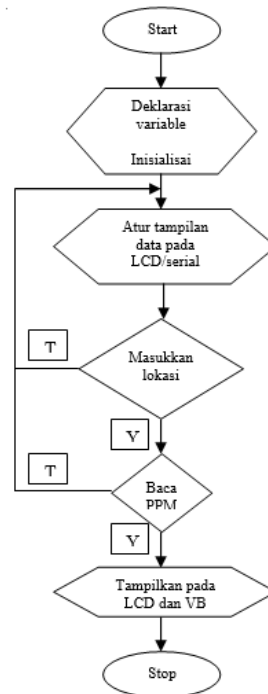 Start
Deklarasi
variable
Inisialisai
Atur tampilan
data pada
LCD/serial
T
Masukkan
lokasi
Y
T
Baca
PPM
Y
Tampilkan pada
LCD dan VB
Stop